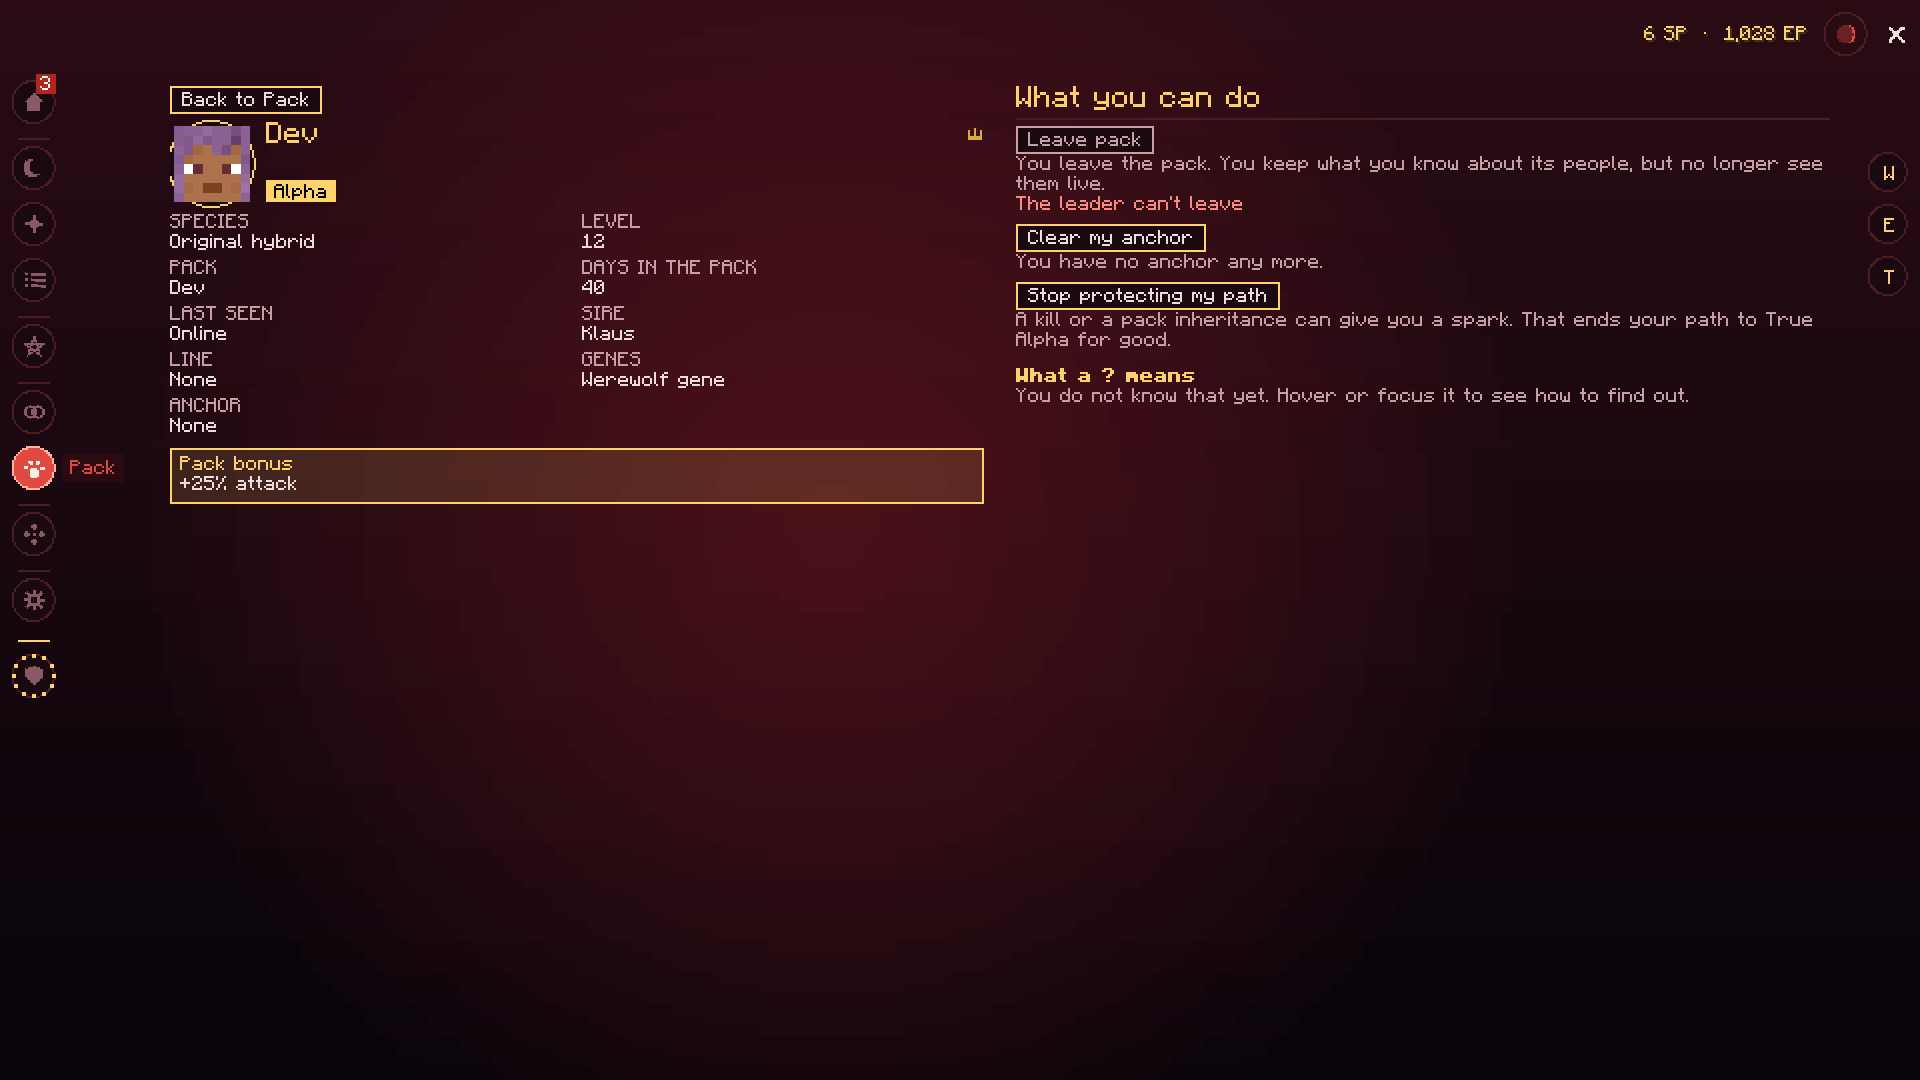 6 SP · 1,028 EP
3
Back to Pack
Dev
Alpha
SPECIES
Original hybrid
LEVEL
12
PACK
Dev
DAYS IN THE PACK
40
LAST SEEN
Online
SIRE
Klaus
LINE
None
GENES
Werewolf gene
ANCHOR
None
Pack bonus
+25% attack
Pack
What you can do
Leave pack
You leave the pack. You keep what you know about its people, but no longer see
them live.
The leader can't leave
Clear my anchor
You have no anchor any more.
Stop protecting my path
A kill or a pack inheritance can give you a spark. That ends your path to True
Alpha for good.
What a ? means
You do not know that yet. Hover or focus it to see how to find out.
W
E
T